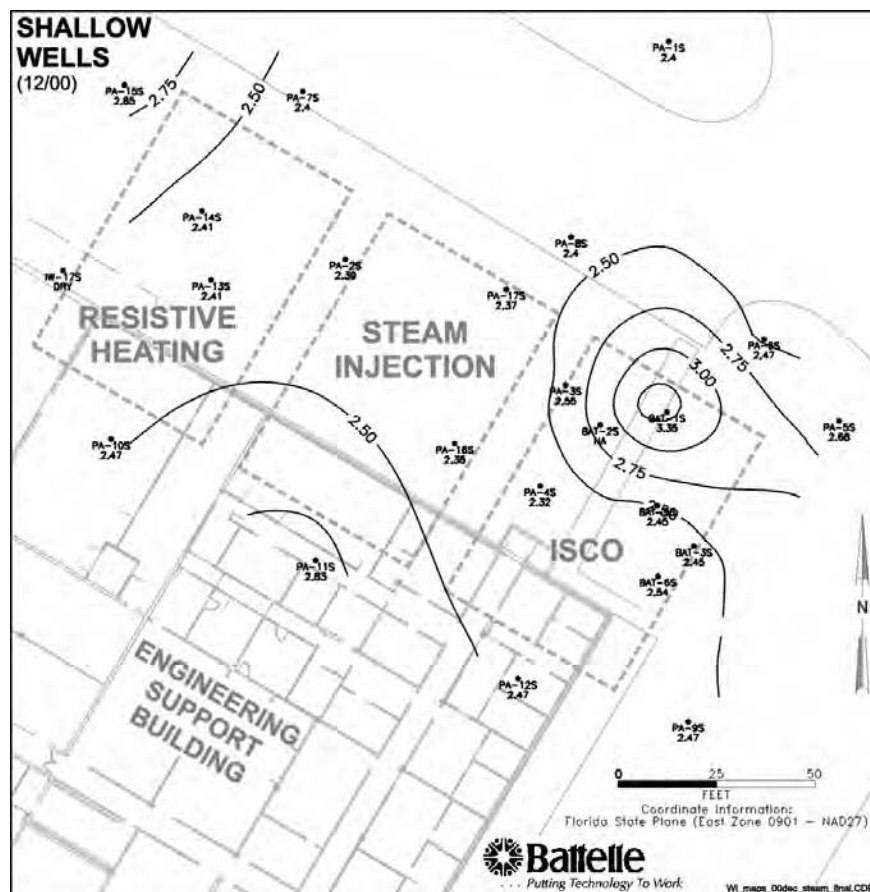 SHALLOW
WELLS
(12/00)
PA-1S
2.4
PA-15S
2.85
2.75
2.50
PA-7S
2.4
PA-14S
2.41
PA-8S
2.4
2.50
IW-17S
DRY
PA-13S
2.41
PA-2S
2.39
PA-17S
2.37
RESISTIVE
HEATING
STEAM
INJECTION
2.75
PA-6S
2.47
3.00
PA-3S
2.55
BAT-1S
3.35
BAT-2S
NA
PA-5S
2.66
2.50
PA-10S
2.47
PA-16S
2.35
2.75
PA-4S
2.32
2.45
ISCO
BAT-3S
2.45
PA-11S
2.83
BAT-6S
2.54
ENGINEERING
SUPPORT
BUILDING
PA-12S
2.47
PA-9S
2.47
N
0 25 50
FEET
Coordinate Information:
Florida State Plane (East Zone 0901 – NAD27)
Battelle
... Putting Technology To Work
WI_maps_00dec_steam_final.CDR